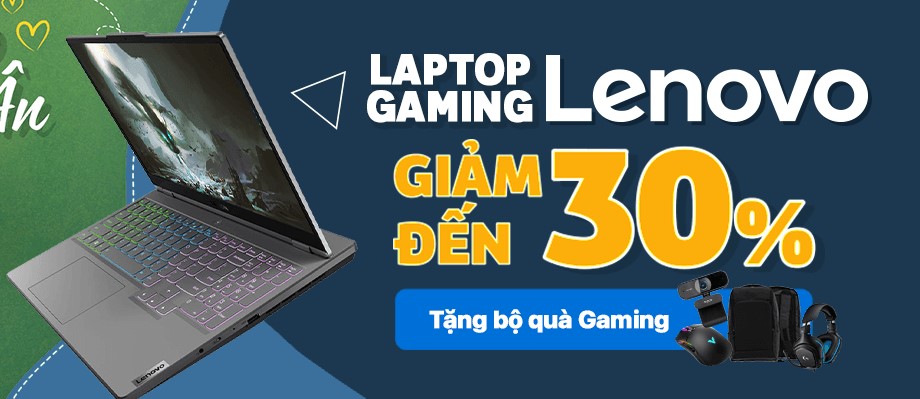 Ân
LAPTOP
GAMING
Lenovo
GIẢM
ĐẾN
30%
Tặng bộ quà Gaming
Lenovo